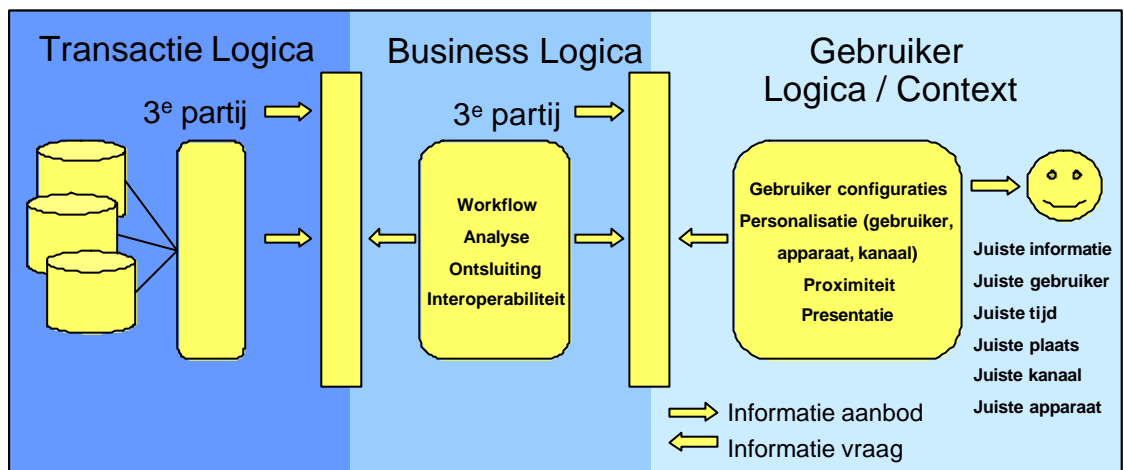 Transactie Logica
Business Logica
Gebruiker
Logica / Context
3e partij
3e partij
Workflow
Analyse
Ontsluiting
Interoperabiliteit
Gebruiker configuraties
Personalisatie (gebruiker,
apparaat, kanaal)
Proximiteit
Presentatie
Juiste informatie
Juiste gebruiker
Juiste tijd
Juiste plaats
Juiste kanaal
Juiste apparaat
Informatie aanbod
Informatie vraag